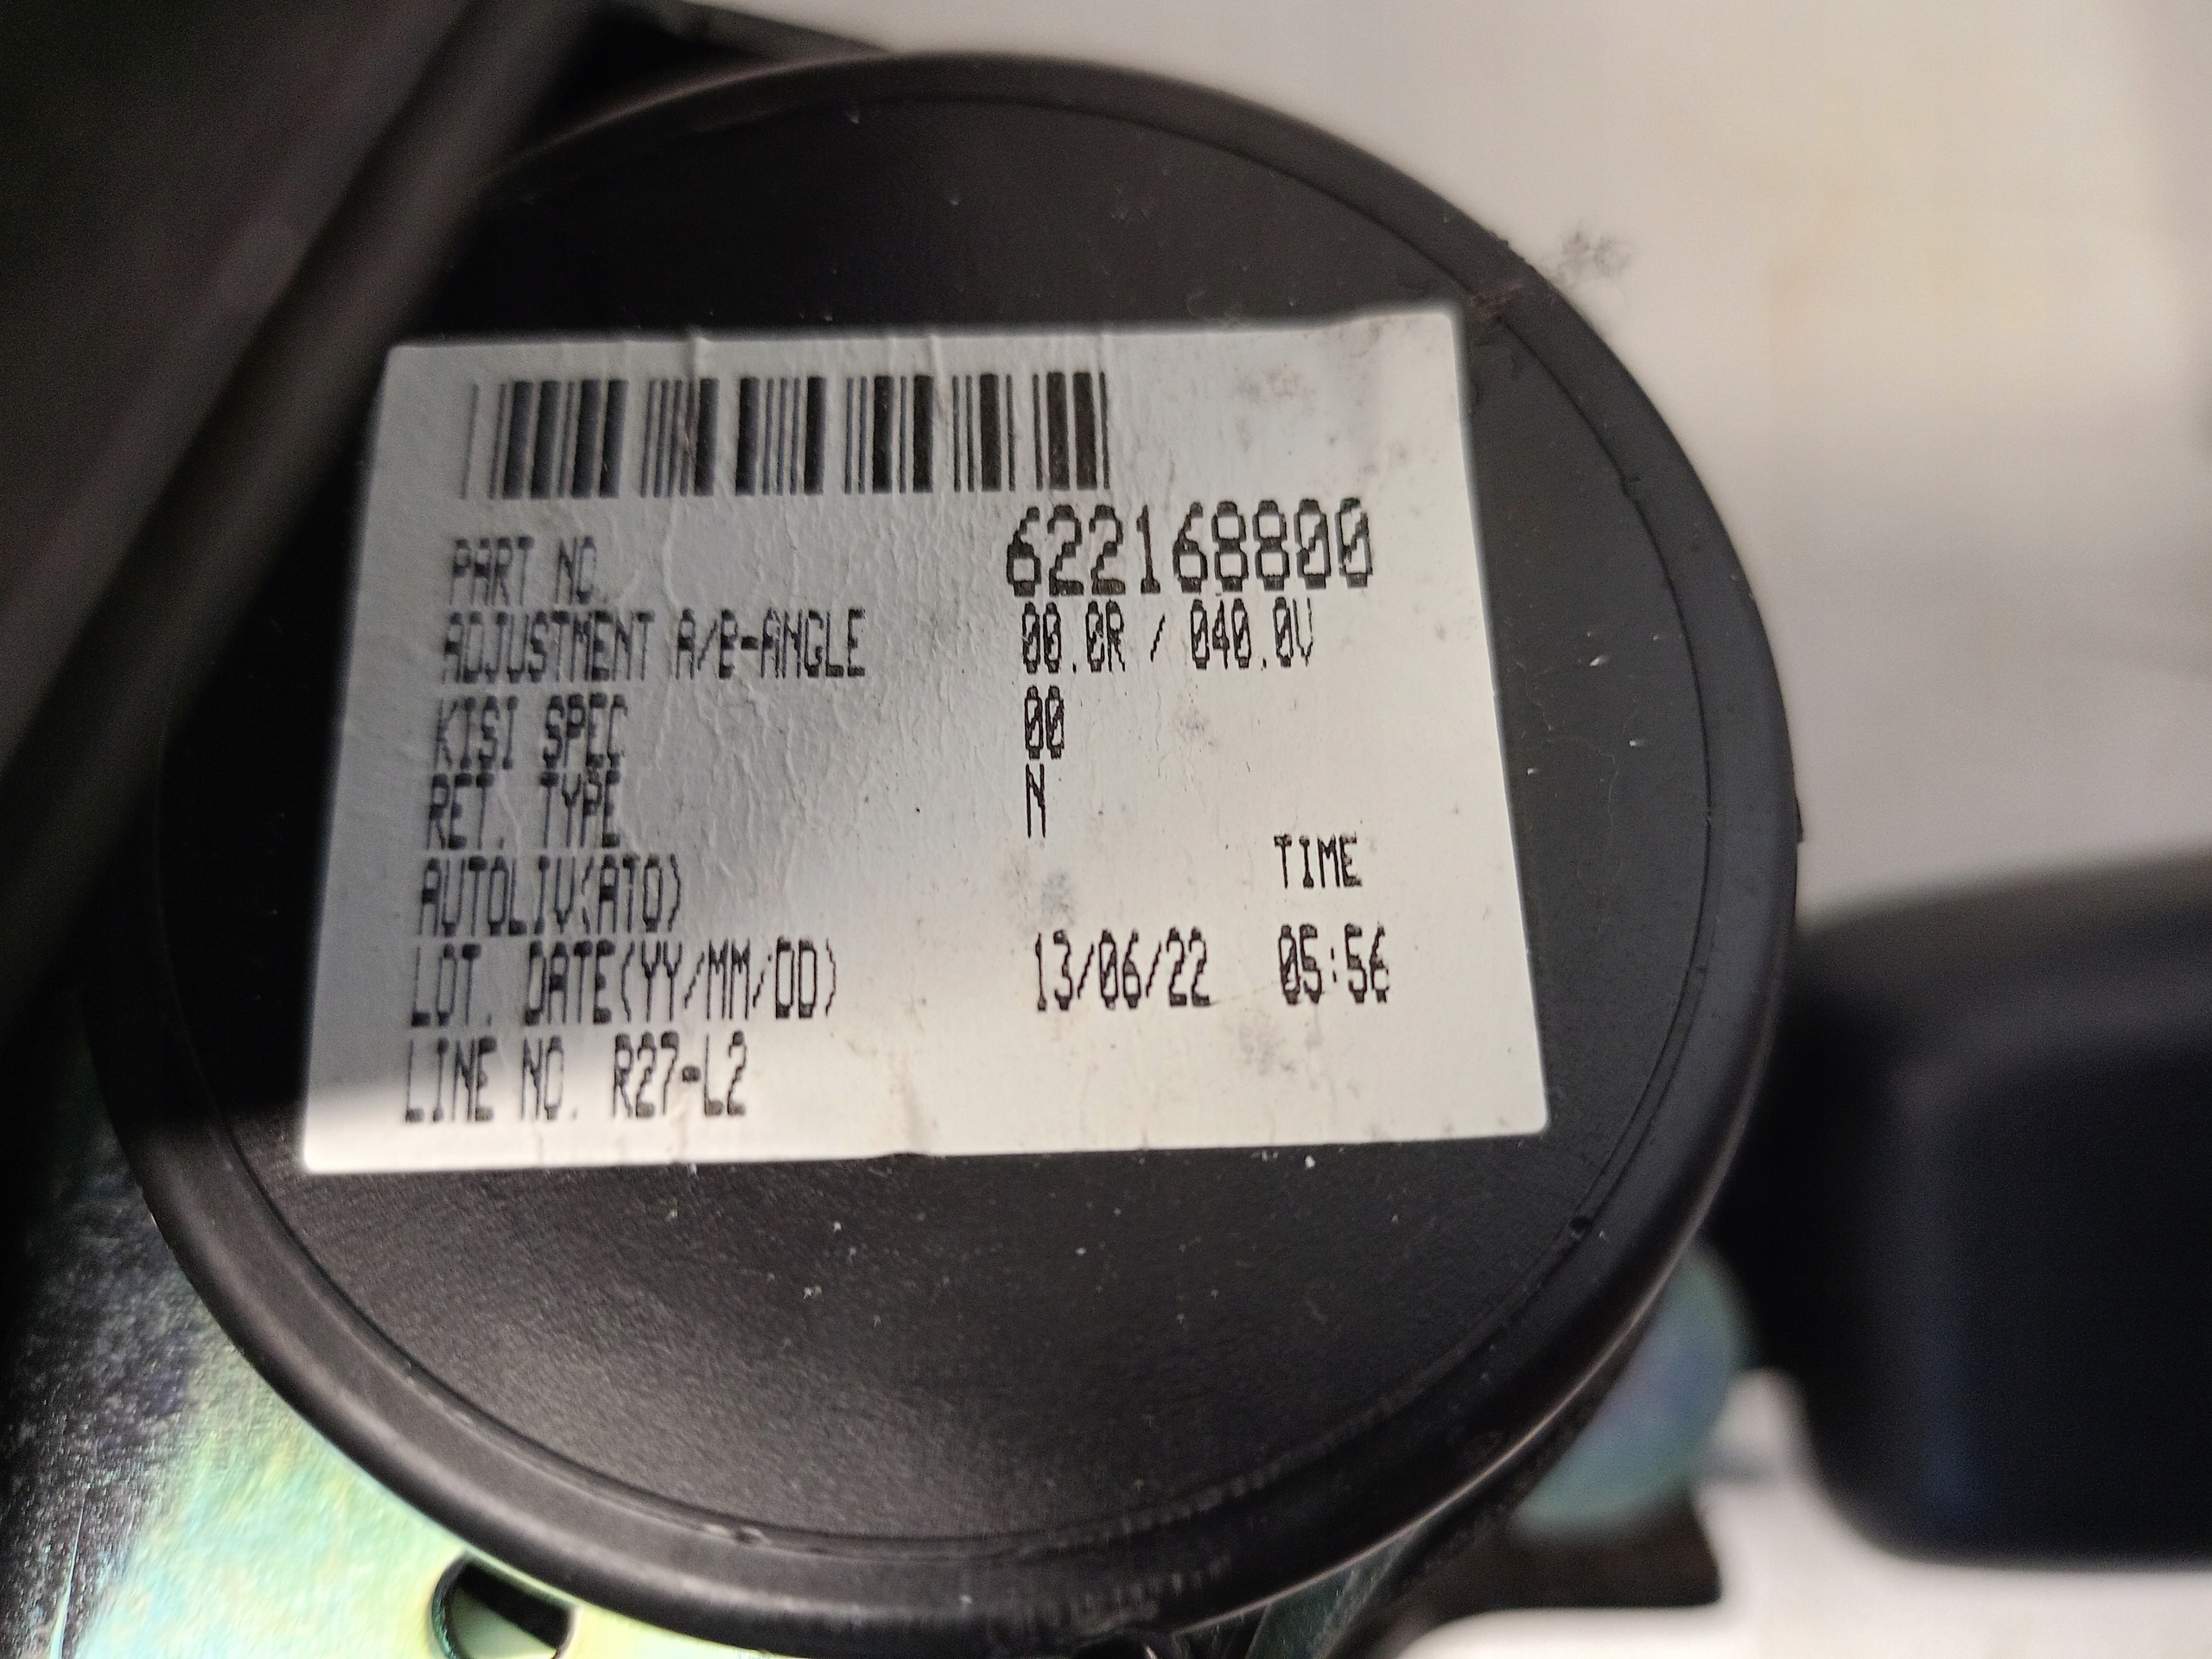 PART NO. 622168800
ADJUSTMENT A/B-ANGLE 00.0R / 040.0V
KISI SPEC 00
RET. TYPE N
AUTOLIV(ATO) TIME
LOT. DATE(YY/MM/DD) 13/06/22 05:56
LINE NO. R27-L2